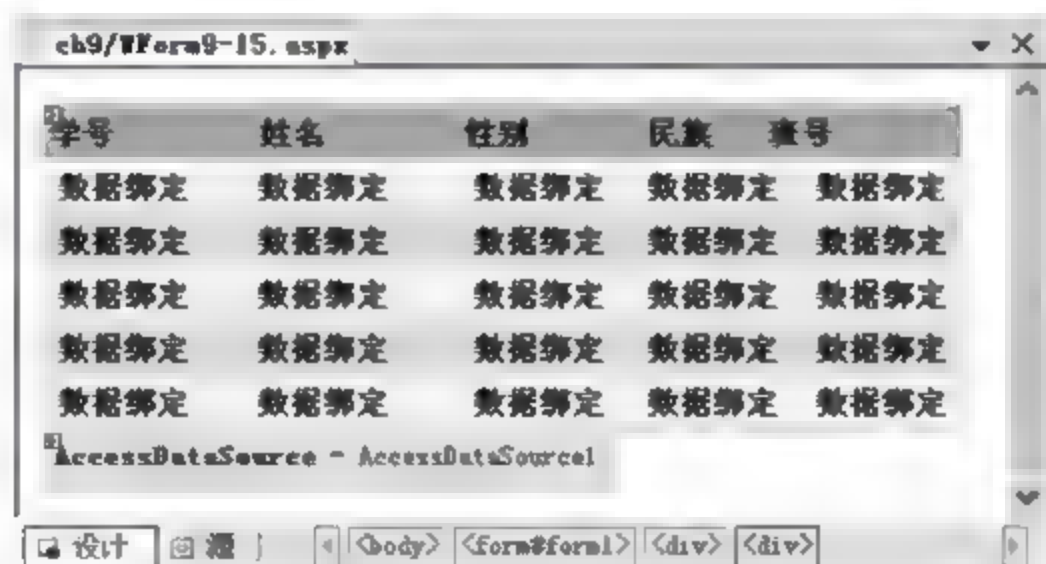 ch9/WForm9-15.aspx
学号 姓名 性别 民族 班号
数据绑定 数据绑定 数据绑定 数据绑定 数据绑定
数据绑定 数据绑定 数据绑定 数据绑定 数据绑定
数据绑定 数据绑定 数据绑定 数据绑定 数据绑定
数据绑定 数据绑定 数据绑定 数据绑定 数据绑定
数据绑定 数据绑定 数据绑定 数据绑定 数据绑定
AccessDataSource - AccessDataSource1
设计 源 <body> <form#form1> <div> <div>